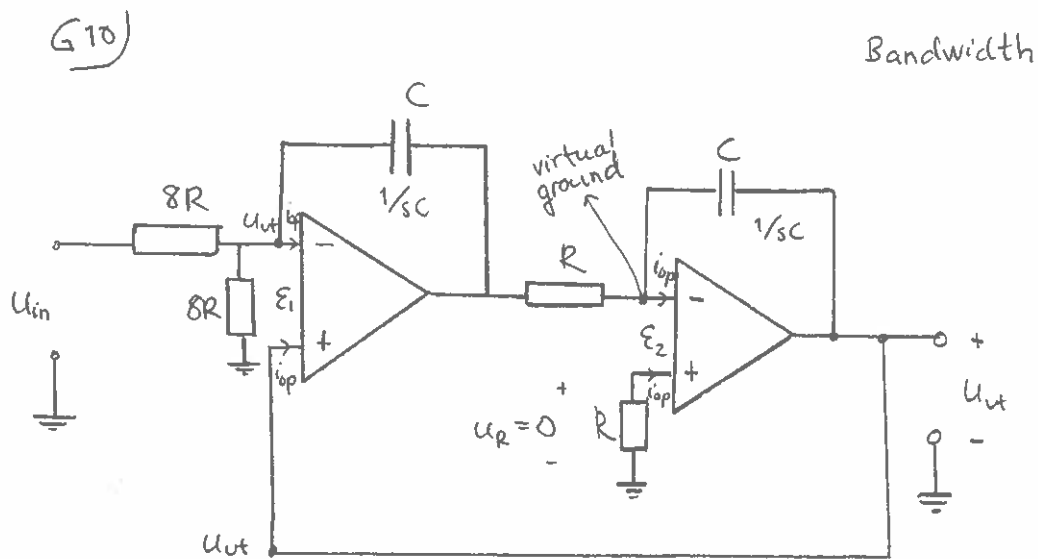 G10)
Bandwidth
C
1/sC
virtual
ground
C
1/sC
8R
Uut iop
−
8R
ε1
+
iop
Uin
R
iop
−
ε2
+
iop
uR = 0
+
-
R
+
Uut
-
Uut